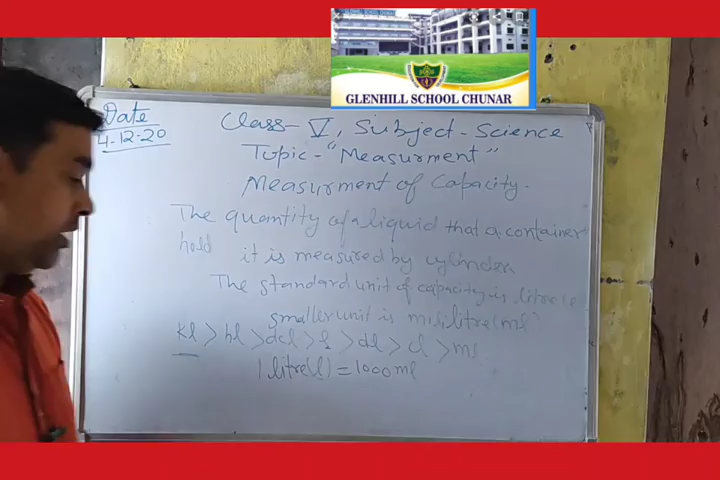 GLENHILL SCHOOL CHUNAR
Date
4-12-20
Class-V, Subject-Science
Topic-"Measurment"
Measurment of Capacity.
The quantity of a liquid that a container
hold it is measured by cylinder
The standard unit of capacity is litre(l
smaller unit is mililitre(ml
kl > hl > dcl > l > dl > cl > ml
1 litre(l) = 1000 ml